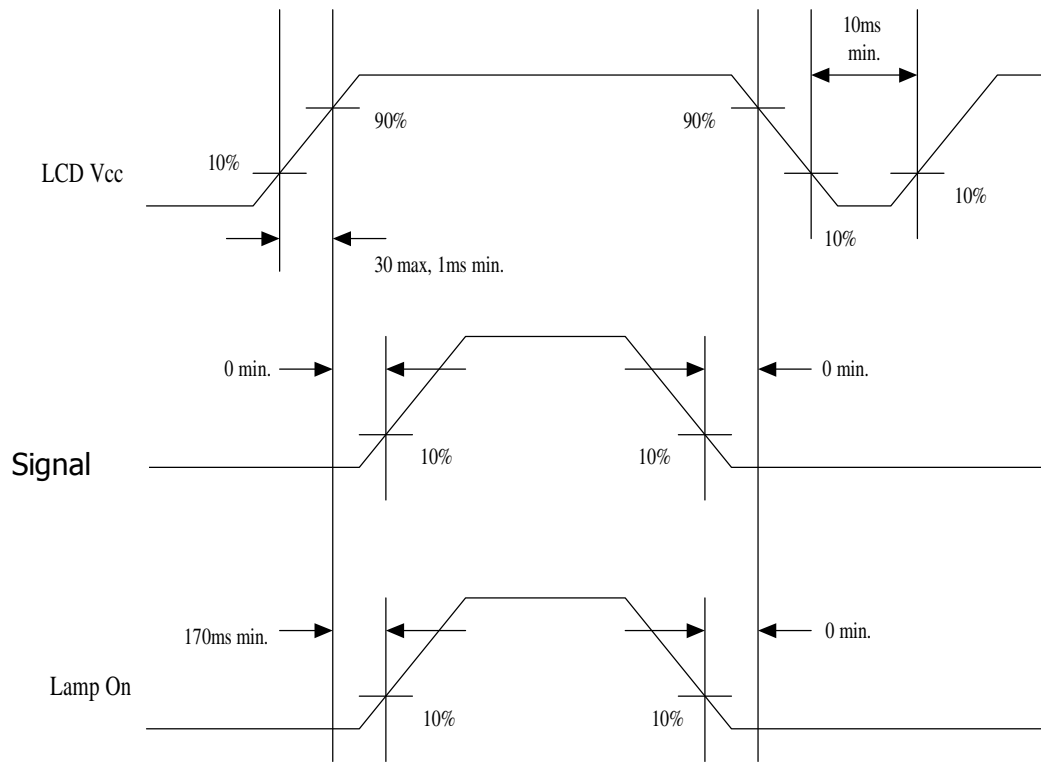 10ms
min.
90%
90%
10%
LCD Vcc
10%
10%
30 max, 1ms min.
0 min.
0 min.
10%
10%
Signal
170ms min.
0 min.
Lamp On
10%
10%